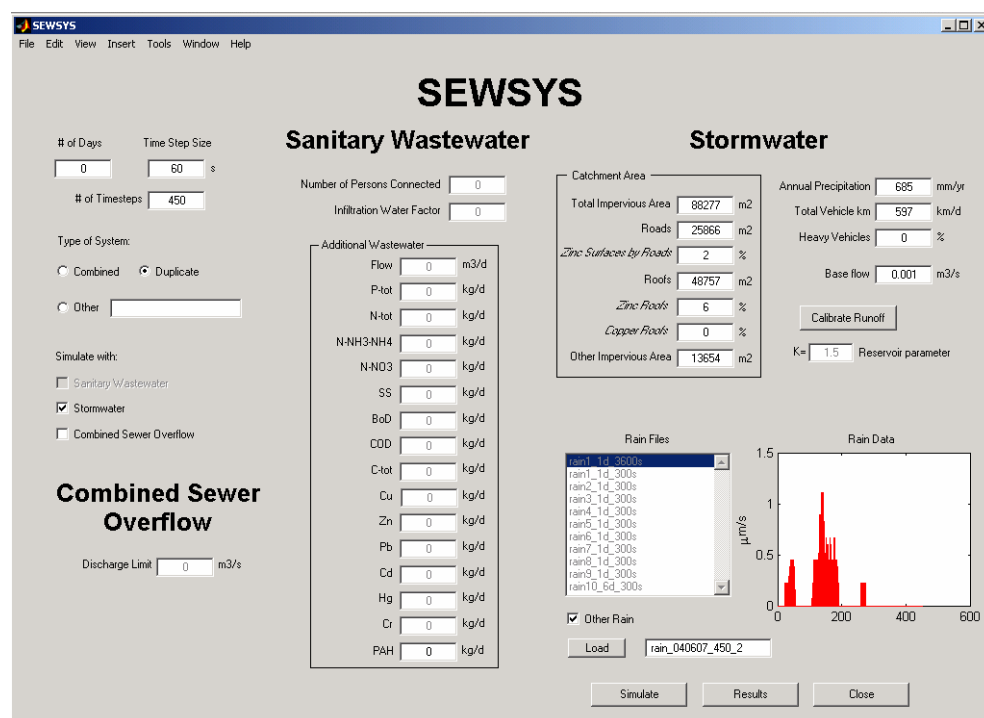 SEWSYS
File Edit View Insert Tools Window Help
SEWSYS
# of Days Time Step Size
0 60 s
# of Timesteps 450
Type of System:
Combined Duplicate
Other
Simulate with:
Sanitary Wastewater
Stormwater
Combined Sewer Overflow
Combined Sewer
Overflow
Discharge Limit 0 m3/s
Sanitary Wastewater
Number of Persons Connected 0
Infiltration Water Factor 0
Additional Wastewater
Flow 0 m3/d
P-tot 0 kg/d
N-tot 0 kg/d
N-NH3-NH4 0 kg/d
N-NO3 0 kg/d
SS 0 kg/d
BoD 0 kg/d
COD 0 kg/d
C-tot 0 kg/d
Cu 0 kg/d
Zn 0 kg/d
Pb 0 kg/d
Cd 0 kg/d
Hg 0 kg/d
Cr 0 kg/d
PAH 0 kg/d
Stormwater
Catchment Area
Total Impervious Area 88277 m2
Roads 25866 m2
Zinc Surfaces by Roads 2 %
Roofs 48757 m2
Zinc Roofs 6 %
Copper Roofs 0 %
Other Impervious Area 13654 m2
Annual Precipitation 685 mm/yr
Total Vehicle km 597 km/d
Heavy Vehicles 0 %
Base flow 0.001 m3/s
Calibrate Runoff
K= 1.5 Reservoir parameter
Rain Files
rain1_1d_3600s
rain1_1d_300s
rain2_1d_300s
rain3_1d_300s
rain4_1d_300s
rain5_1d_300s
rain6_1d_300s
rain7_1d_300s
rain8_1d_300s
rain9_1d_300s
rain10_6d_300s
Other Rain
Load rain_040607_450_2
Rain Data
1.5
1
0.5
0
µm/s
0 200 400 600
Simulate Results Close